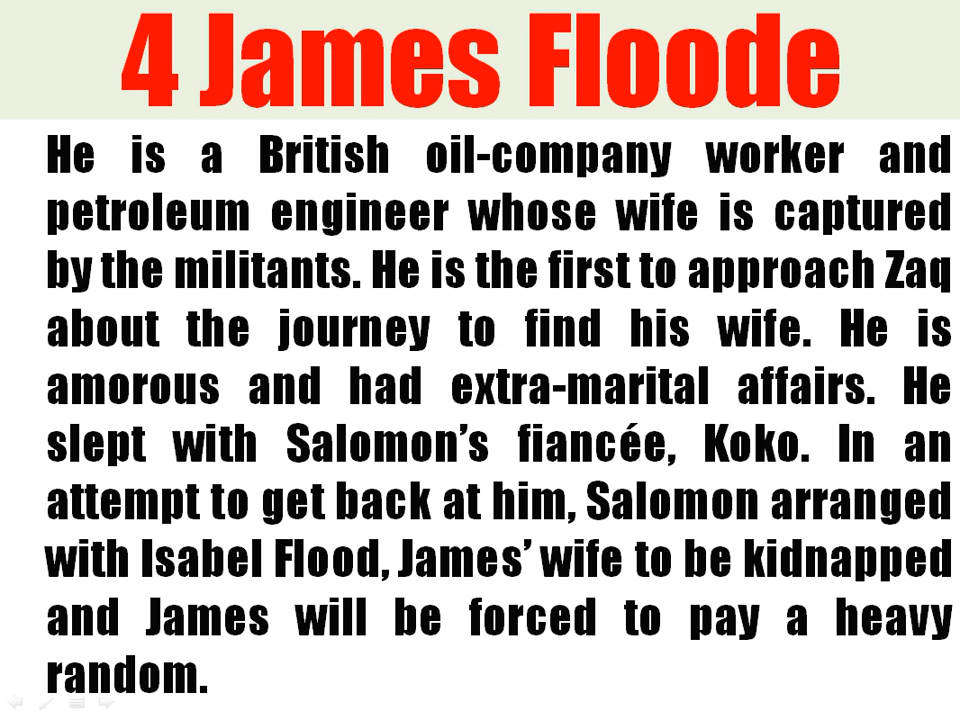 4 James Floode
He is a British oil-company worker and
petroleum engineer whose wife is captured
by the militants. He is the first to approach Zaq
about the journey to find his wife. He is
amorous and had extra-marital affairs. He
slept with Salomon’s fiancée, Koko. In an
attempt to get back at him, Salomon arranged
with Isabel Flood, James’ wife to be kidnapped
and James will be forced to pay a heavy
random.